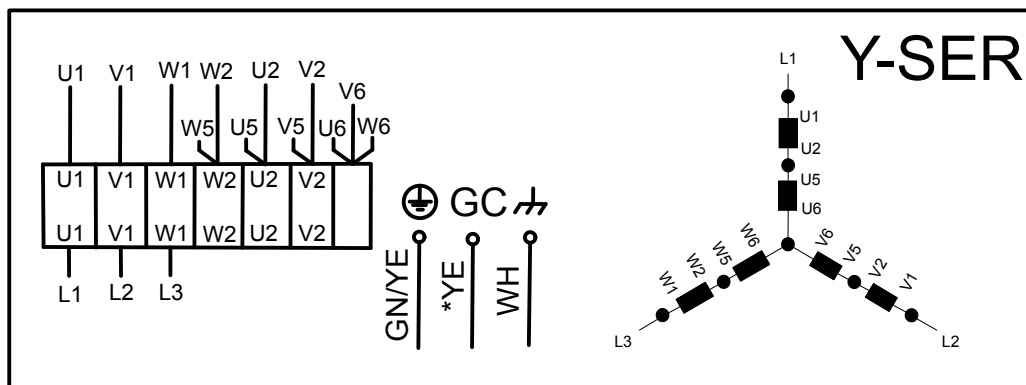 Y-SER
U1 V1 W1 W2 U2 V2 V6
W5 U5 V5 U6 W6
U1 V1 W1 W2 U2 V2
U1 V1 W1 W2 U2 V2
L1 L2 L3
GC
GN/YE
*YE
WH
L1
U1
U2
U5
U6
W6
W5
W2
W1
L3
V6
V5
V2
V1
L2